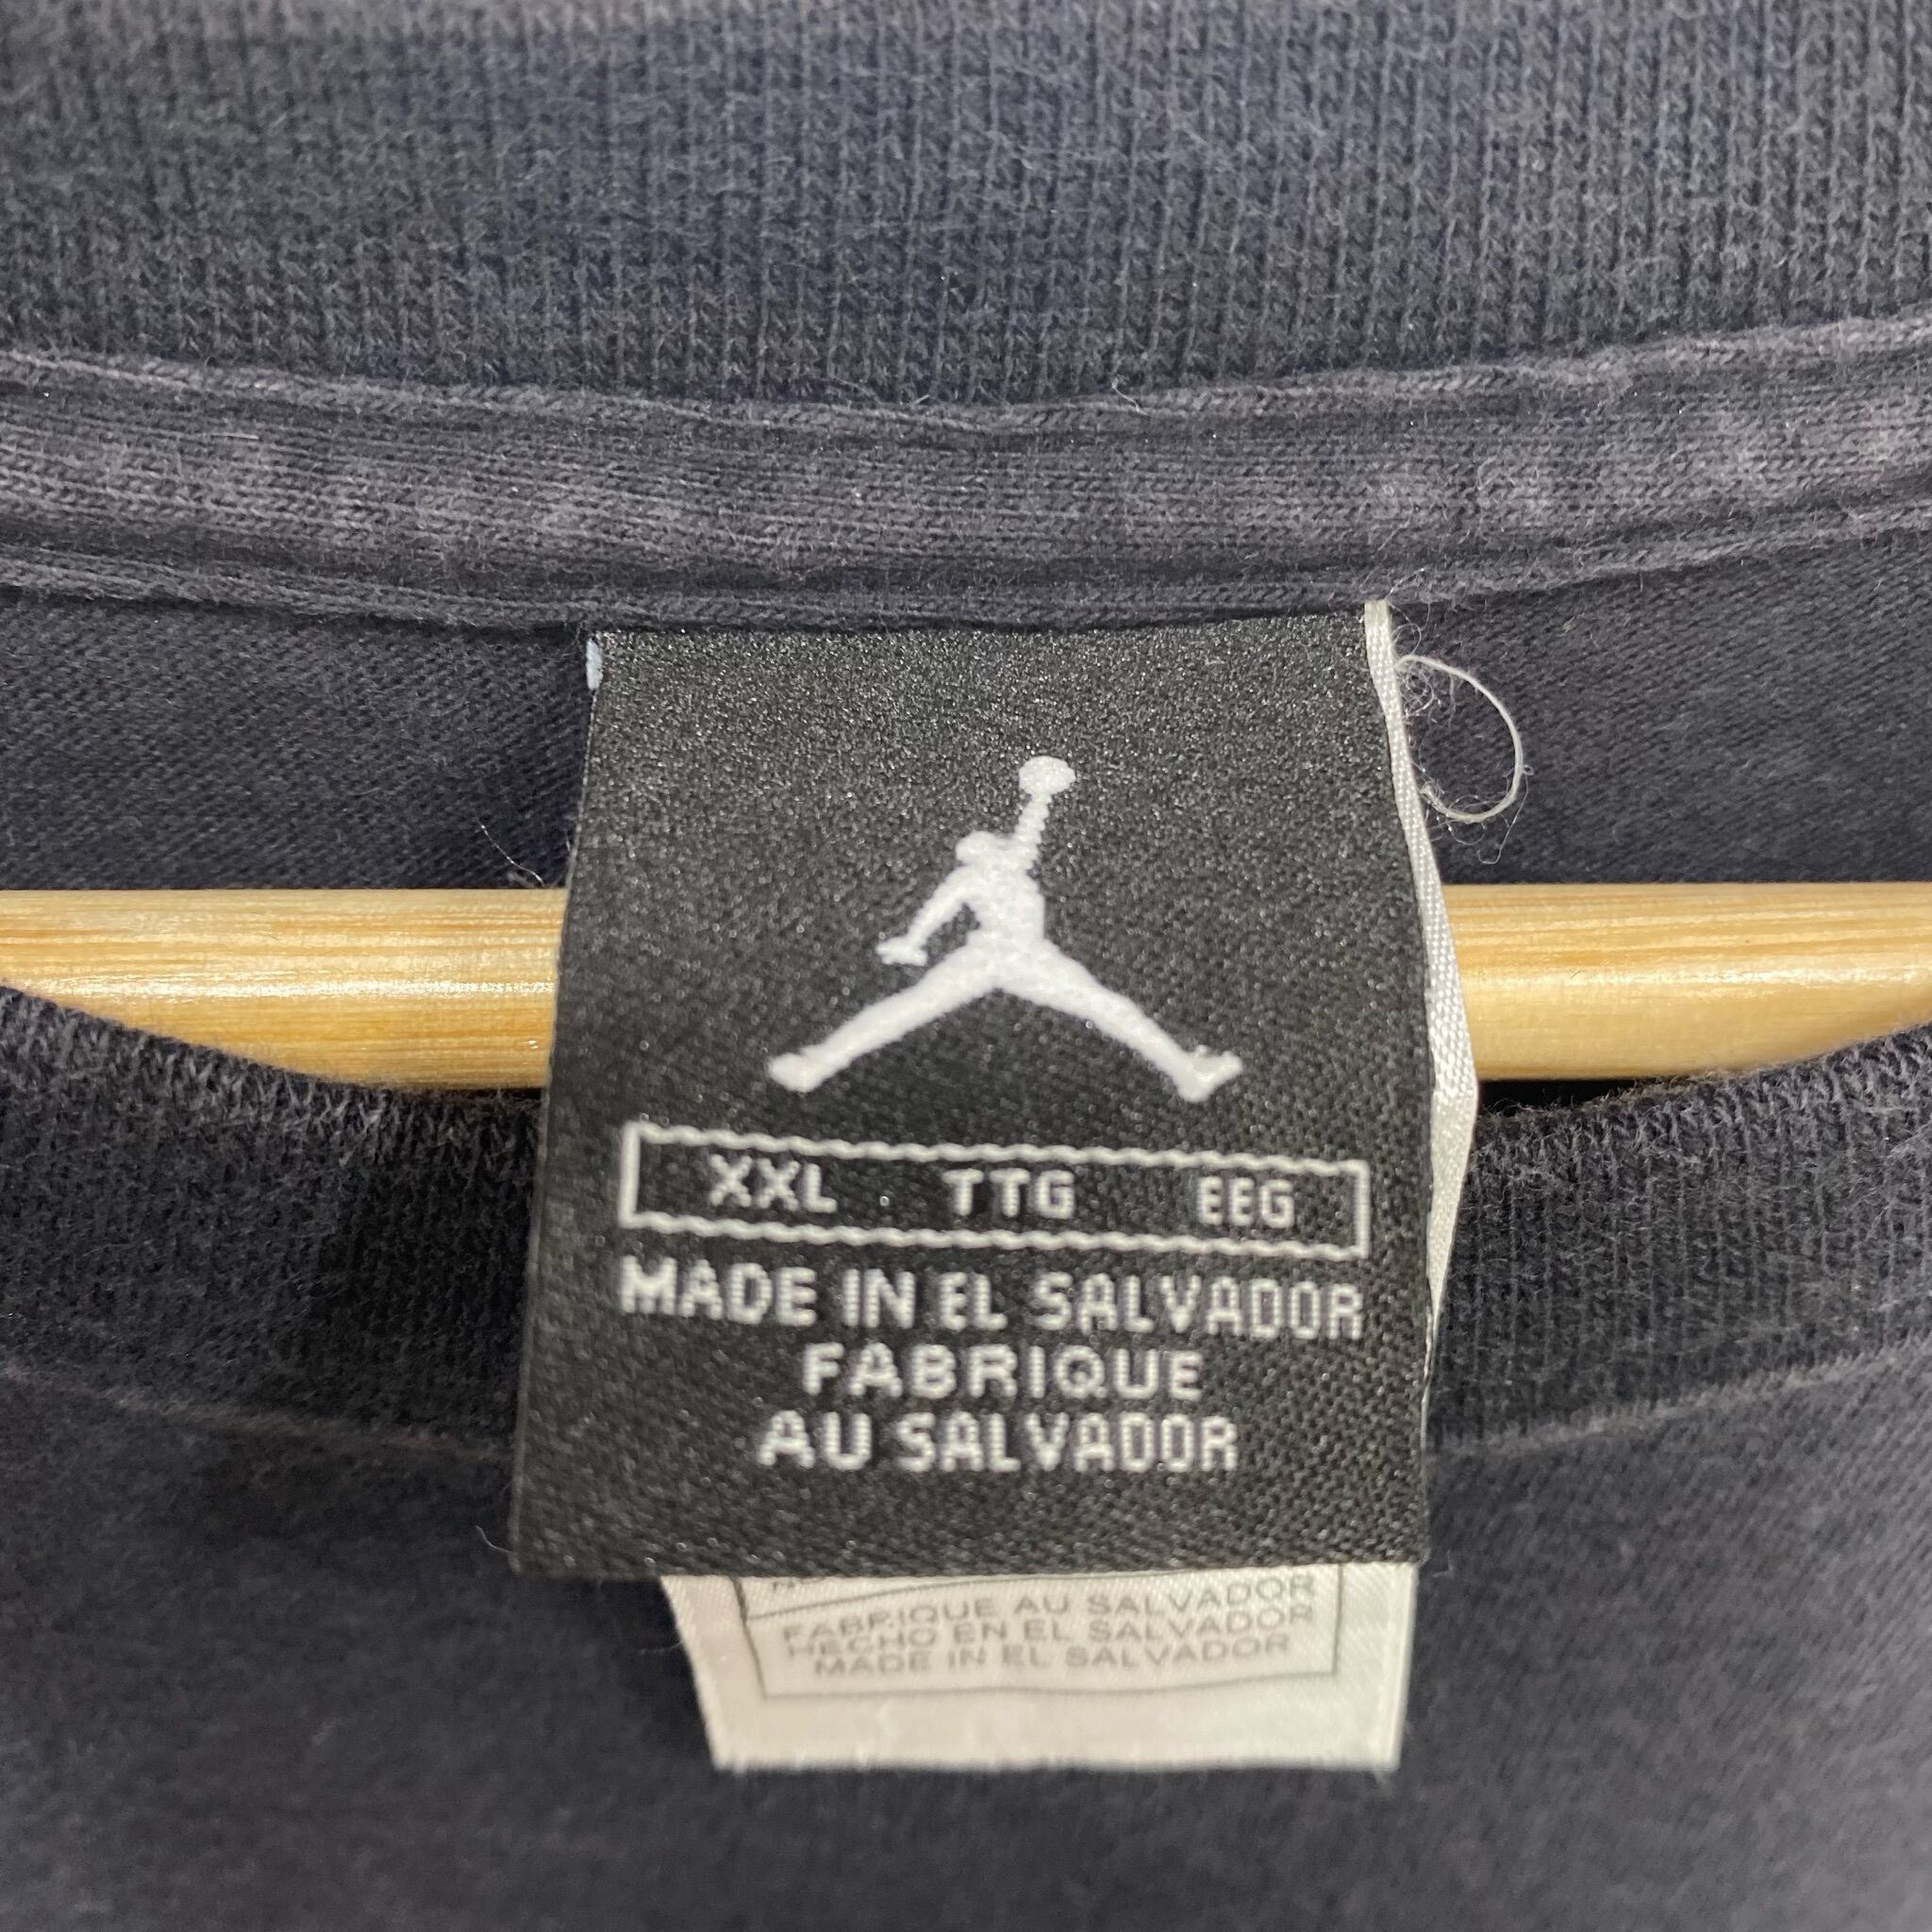 XXL TTG EEG
MADE IN EL SALVADOR
FABRIQUE
AU SALVADOR
FABRIQUE AU SALVADOR
HECHO EN EL SALVADOR
MADE IN EL SALVADOR